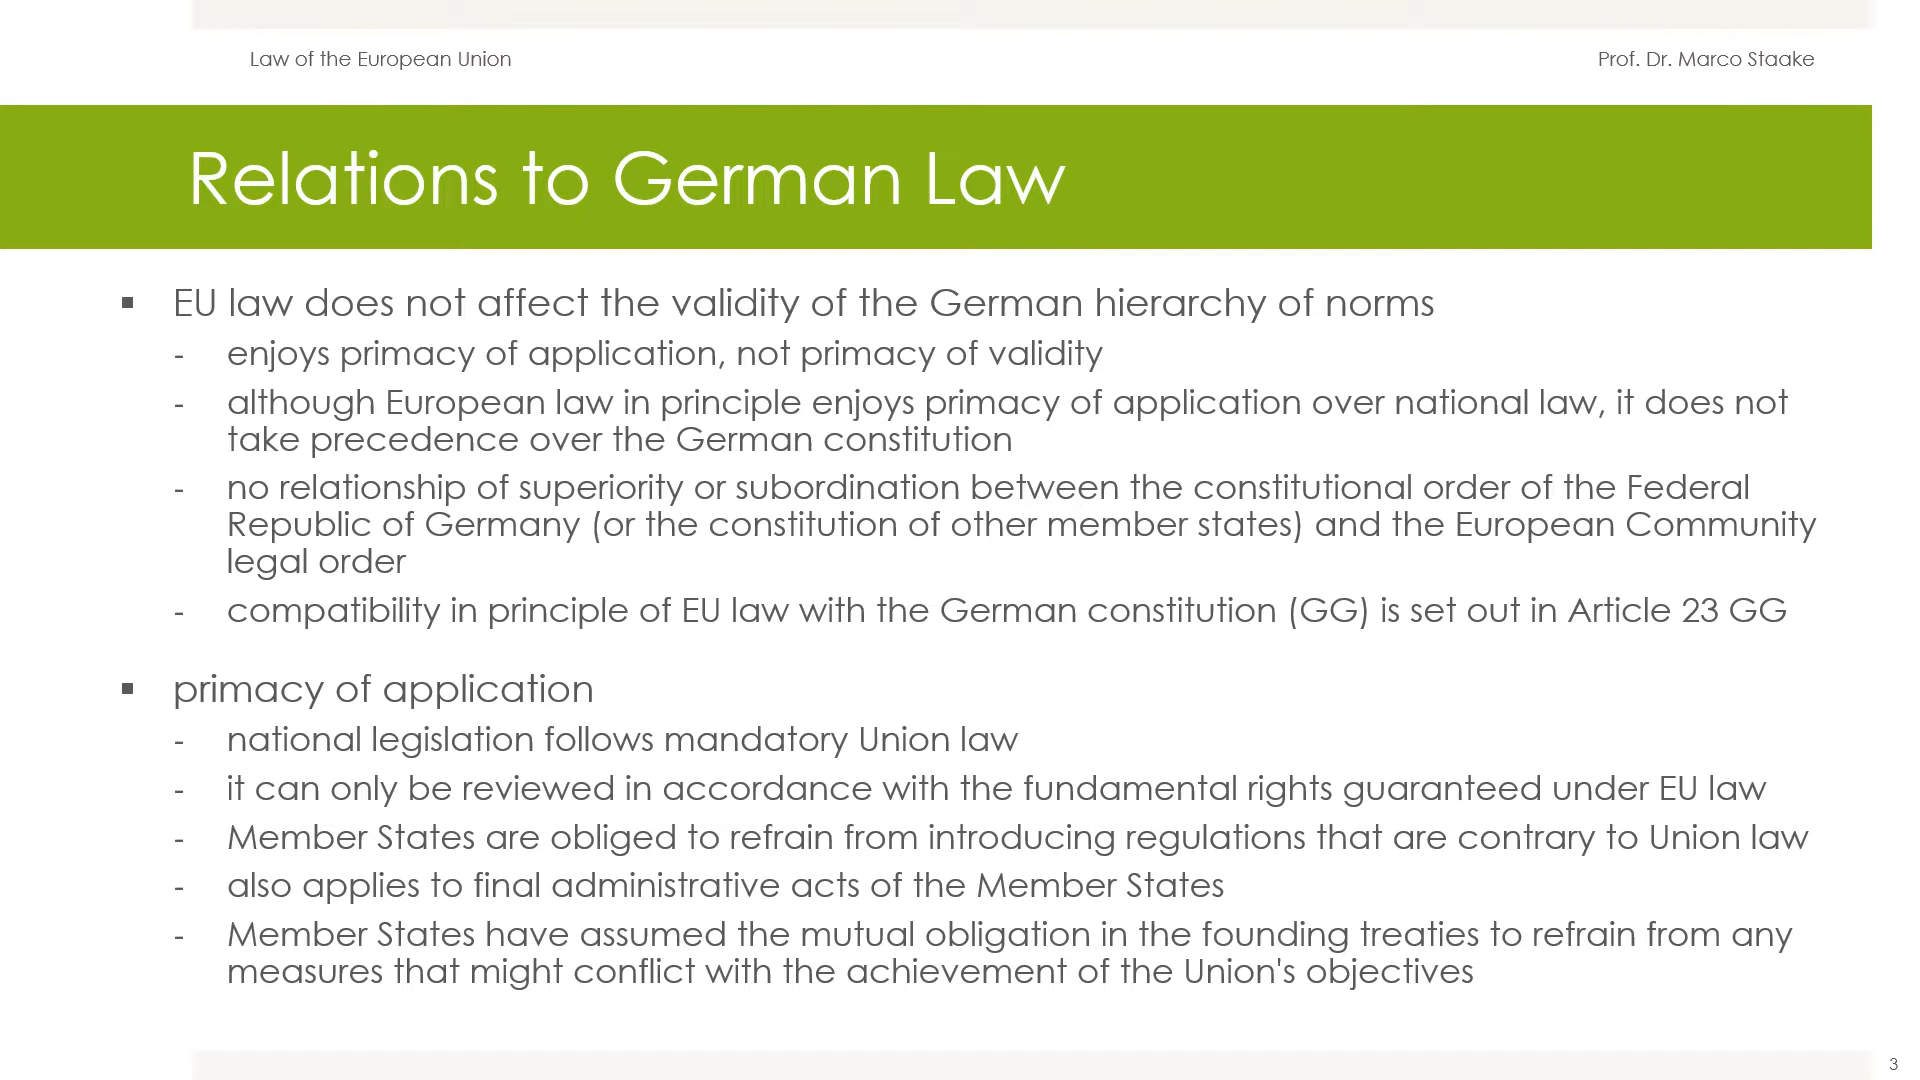 Law of the European Union
Prof. Dr. Marco Staake
Relations to German Law
▪ EU law does not affect the validity of the German hierarchy of norms
- enjoys primacy of application, not primacy of validity
- although European law in principle enjoys primacy of application over national law, it does not
take precedence over the German constitution
- no relationship of superiority or subordination between the constitutional order of the Federal
Republic of Germany (or the constitution of other member states) and the European Community
legal order
- compatibility in principle of EU law with the German constitution (GG) is set out in Article 23 GG
▪ primacy of application
- national legislation follows mandatory Union law
- it can only be reviewed in accordance with the fundamental rights guaranteed under EU law
- Member States are obliged to refrain from introducing regulations that are contrary to Union law
- also applies to final administrative acts of the Member States
- Member States have assumed the mutual obligation in the founding treaties to refrain from any
measures that might conflict with the achievement of the Union's objectives
3